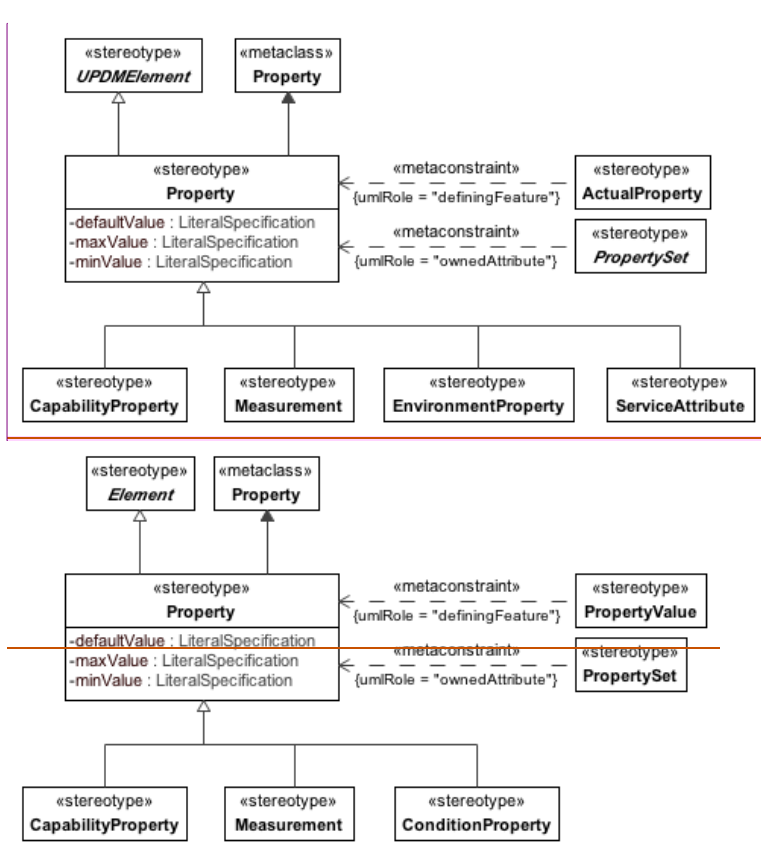 «stereotype»
UPDMElement
«metaclass»
Property
«stereotype»
Property
-defaultValue : LiteralSpecification
-maxValue : LiteralSpecification
-minValue : LiteralSpecification
«metaconstraint»
{umlRole = "definingFeature"}
«stereotype»
ActualProperty
«metaconstraint»
{umlRole = "ownedAttribute"}
«stereotype»
PropertySet
«stereotype»
CapabilityProperty
«stereotype»
Measurement
«stereotype»
EnvironmentProperty
«stereotype»
ServiceAttribute
«stereotype»
Element
«metaclass»
Property
«stereotype»
Property
-defaultValue : LiteralSpecification
-maxValue : LiteralSpecification
-minValue : LiteralSpecification
«metaconstraint»
{umlRole = "definingFeature"}
«stereotype»
PropertyValue
«metaconstraint»
{umlRole = "ownedAttribute"}
«stereotype»
PropertySet
«stereotype»
CapabilityProperty
«stereotype»
Measurement
«stereotype»
ConditionProperty